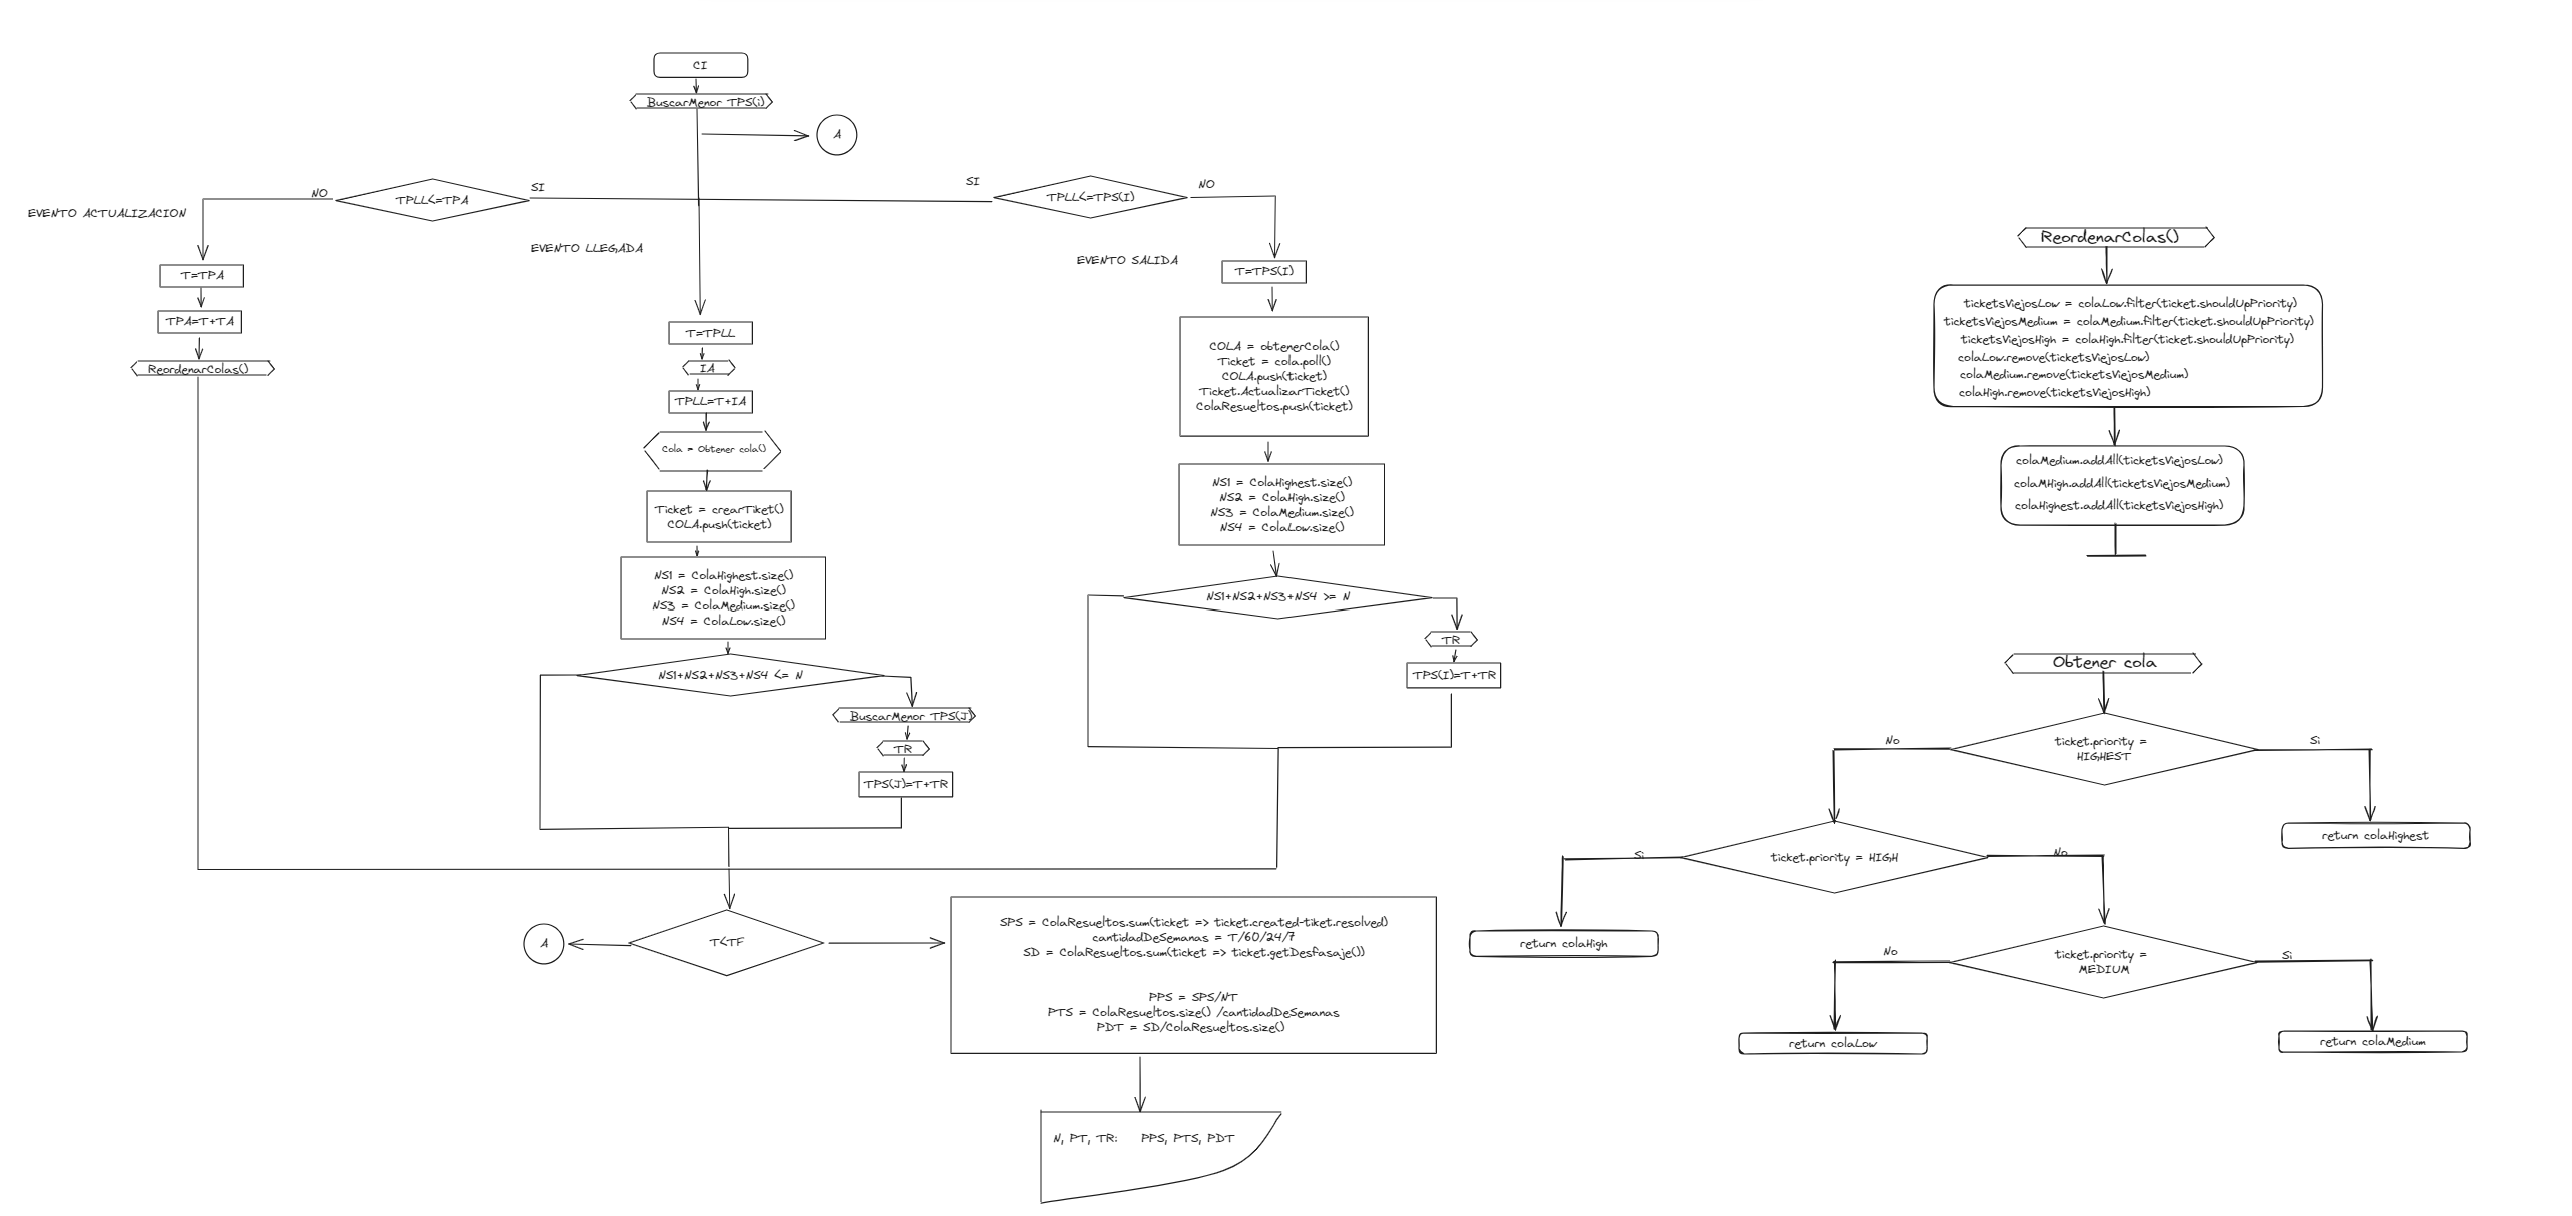 CI
BuscarMenor TPS(i)
A
NO
TPLL<=TPA
SI
SI
TPLL<=TPS(I)
NO
EVENTO ACTUALIZACION
EVENTO LLEGADA
EVENTO SALIDA
T=TPA
TPA=T+TA
ReordenarColas()
T=TPLL
IA
TPLL=T+IA
Cola = Obtener cola()
Ticket = crearTiket()
COLA.push(ticket)
NS1 = ColaHighest.size()
NS2 = ColaHigh.size()
NS3 = ColaMedium.size()
NS4 = ColaLow.size()
NS1+NS2+NS3+NS4 <= N
BuscarMenor TPS(J)
TR
TPS(J)=T+TR
T=TPS(I)
COLA = obtenerCola()
Ticket = colla.poll()
COLA.push(ticket)
Ticket.ActualizarTicket()
ColaResueltos.push(ticket)
NS1 = ColaHighest.size()
NS2 = ColaHigh.size()
NS3 = ColaMedium.size()
NS4 = ColaLow.size()
NS1+NS2+NS3+NS4 >= N
TR
TPS(I)=T+TR
A
T<TF
SPS = ColaResueltos.sum(ticket => ticket.created-tiket.resolved)
cantidadDeSemanas = T/60/24/7
SD = ColaResueltos.sum(ticket => ticket.getDesfasaje())
PPS = SPS/NT
PTS = ColaResueltos.size() /cantidadDeSemanas
PDT = SD/ColaResueltos.size()
N, PT, TR: PPS, PTS, PDT
ReordenarColas()
ticketsViejosLow = colaLow.filter(ticket.shouldUpPriority)
ticketsViejosMedium = colaMedium.filter(ticket.shouldUpPriority)
ticketsViejosHigh = colaHigh.filter(ticket.shouldUpPriority)
colaLow.remove(ticketsViejosLow)
colaMedium.remove(ticketsViejosMedium)
colaHigh.remove(ticketsViejosHigh)
colaMedium.addAll(ticketsViejosLow)
colaMHigh.addAll(ticketsViejosMedium)
colaHighest.addAll(ticketsViejosHigh)
Obtener cola
No
ticket.priority =
HIGHEST
Si
return colaHighest
Si
ticket.priority = HIGH
No
return colaHigh
No
ticket.priority =
MEDIUM
Si
return colaLow
return colaMedium